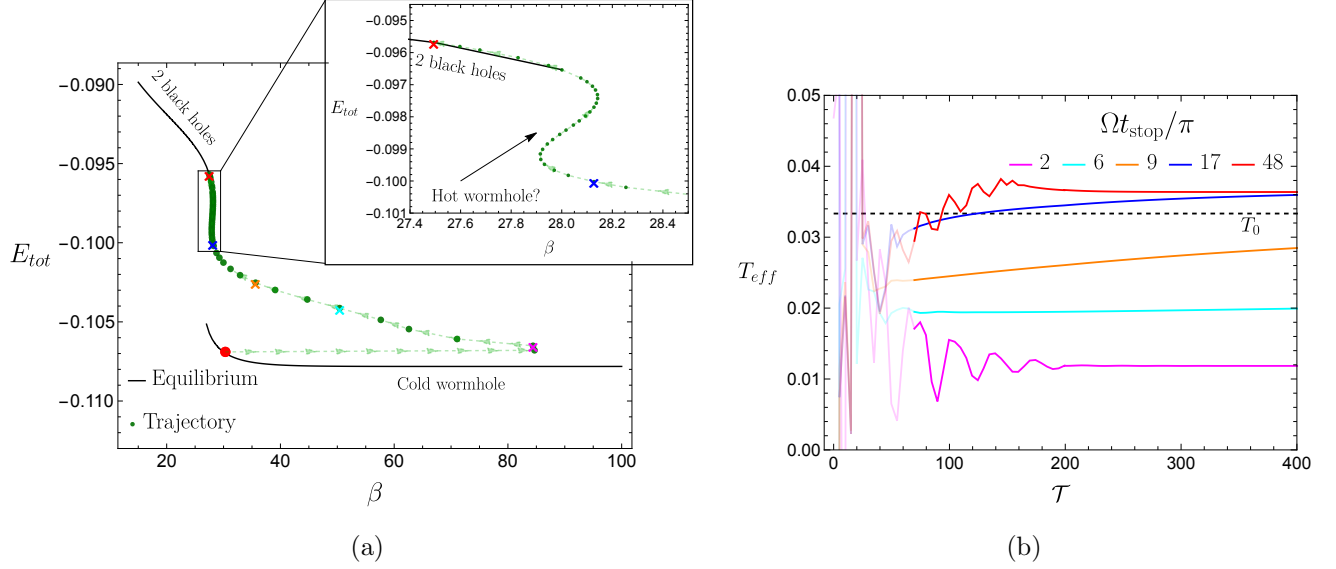 −0.095
−0.096
−0.097
−0.098
−0.099
−0.100
−0.101
E_tot
2 black holes
Hot wormhole?
27.4 27.6 27.8 28.0 28.2 28.4
β
−0.090
−0.095
−0.100
−0.105
−0.110
E_tot
2 black holes
Equilibrium
Trajectory
Cold wormhole
20 40 60 80 100
β
(a)
0.05
0.04
0.03
0.02
0.01
0.00
T_eff
Ωt_stop/π
2 6 9 17 48
T_0
0 100 200 300 400
𝒯
(b)